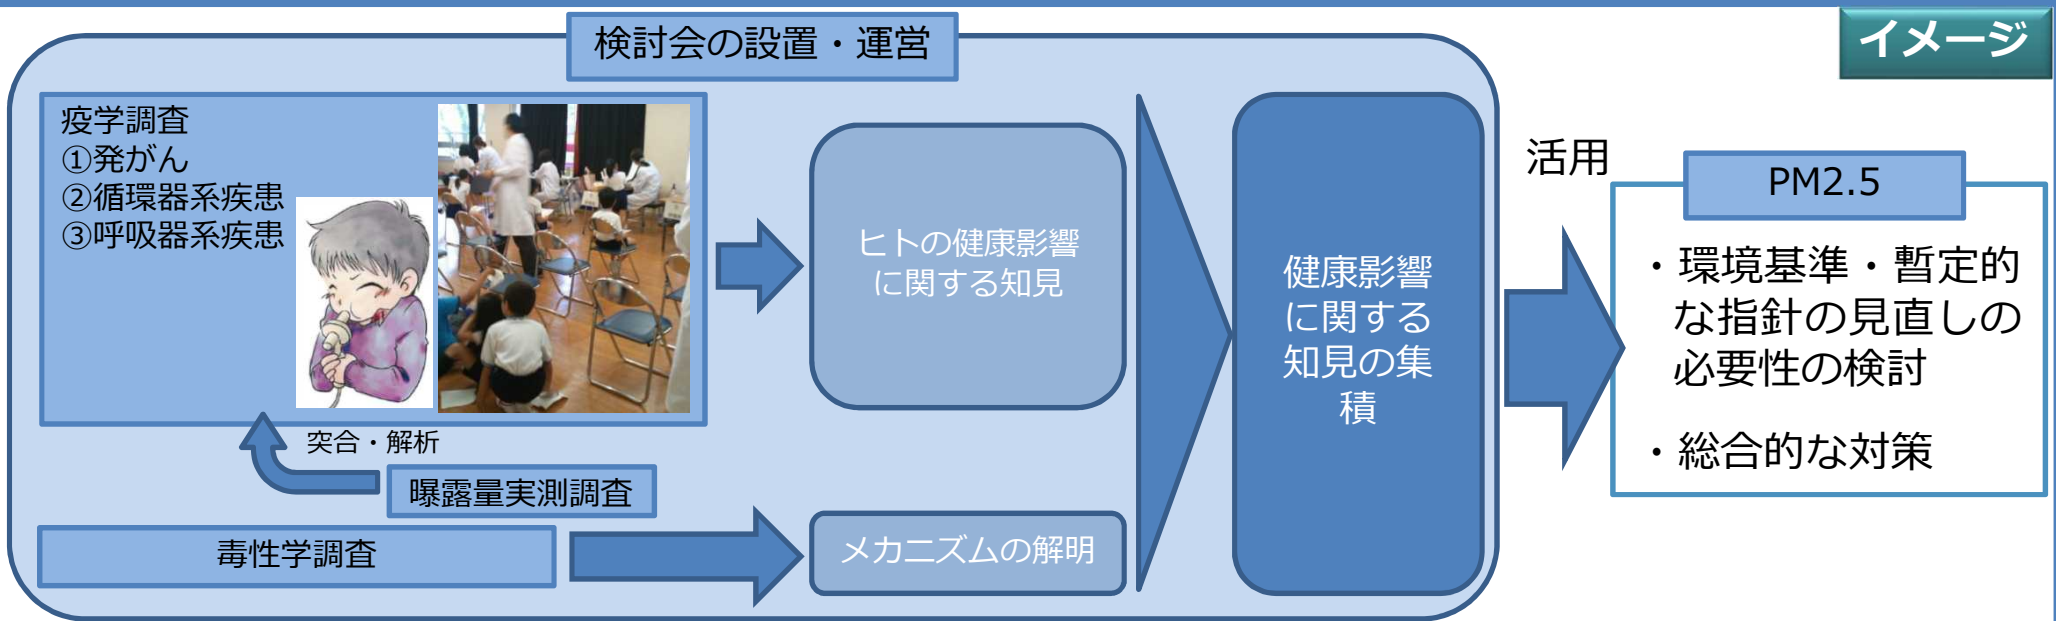 検討会の設置・運営
イメージ
疫学調査
①発がん
②循環器系疾患
③呼吸器系疾患
ヒトの健康影響
に関する知見
健康影響
に関する
知見の集
積
活用
PM2.5
・環境基準・暫定的
な指針の見直しの
必要性の検討
・総合的な対策
突合・解析
曝露量実測調査
毒性学調査
メカニズムの解明